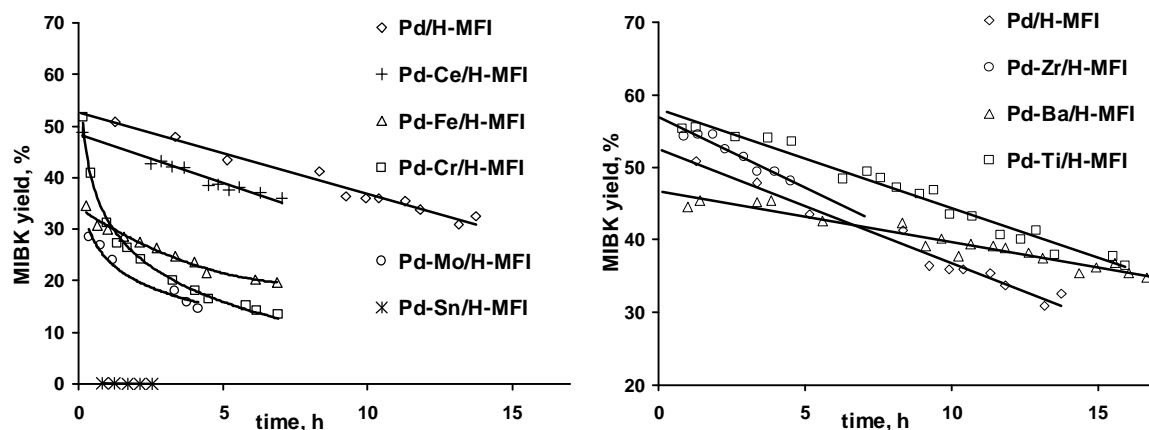 MIBK yield, %
70
60
50
40
30
20
10
0
0
5
10
15
time, h
Pd/H-MFI
Pd-Ce/H-MFI
Pd-Fe/H-MFI
Pd-Cr/H-MFI
Pd-Mo/H-MFI
Pd-Sn/H-MFI
MIBK yield, %
70
60
50
40
30
20
0
5
10
15
time, h
Pd/H-MFI
Pd-Zr/H-MFI
Pd-Ba/H-MFI
Pd-Ti/H-MFI